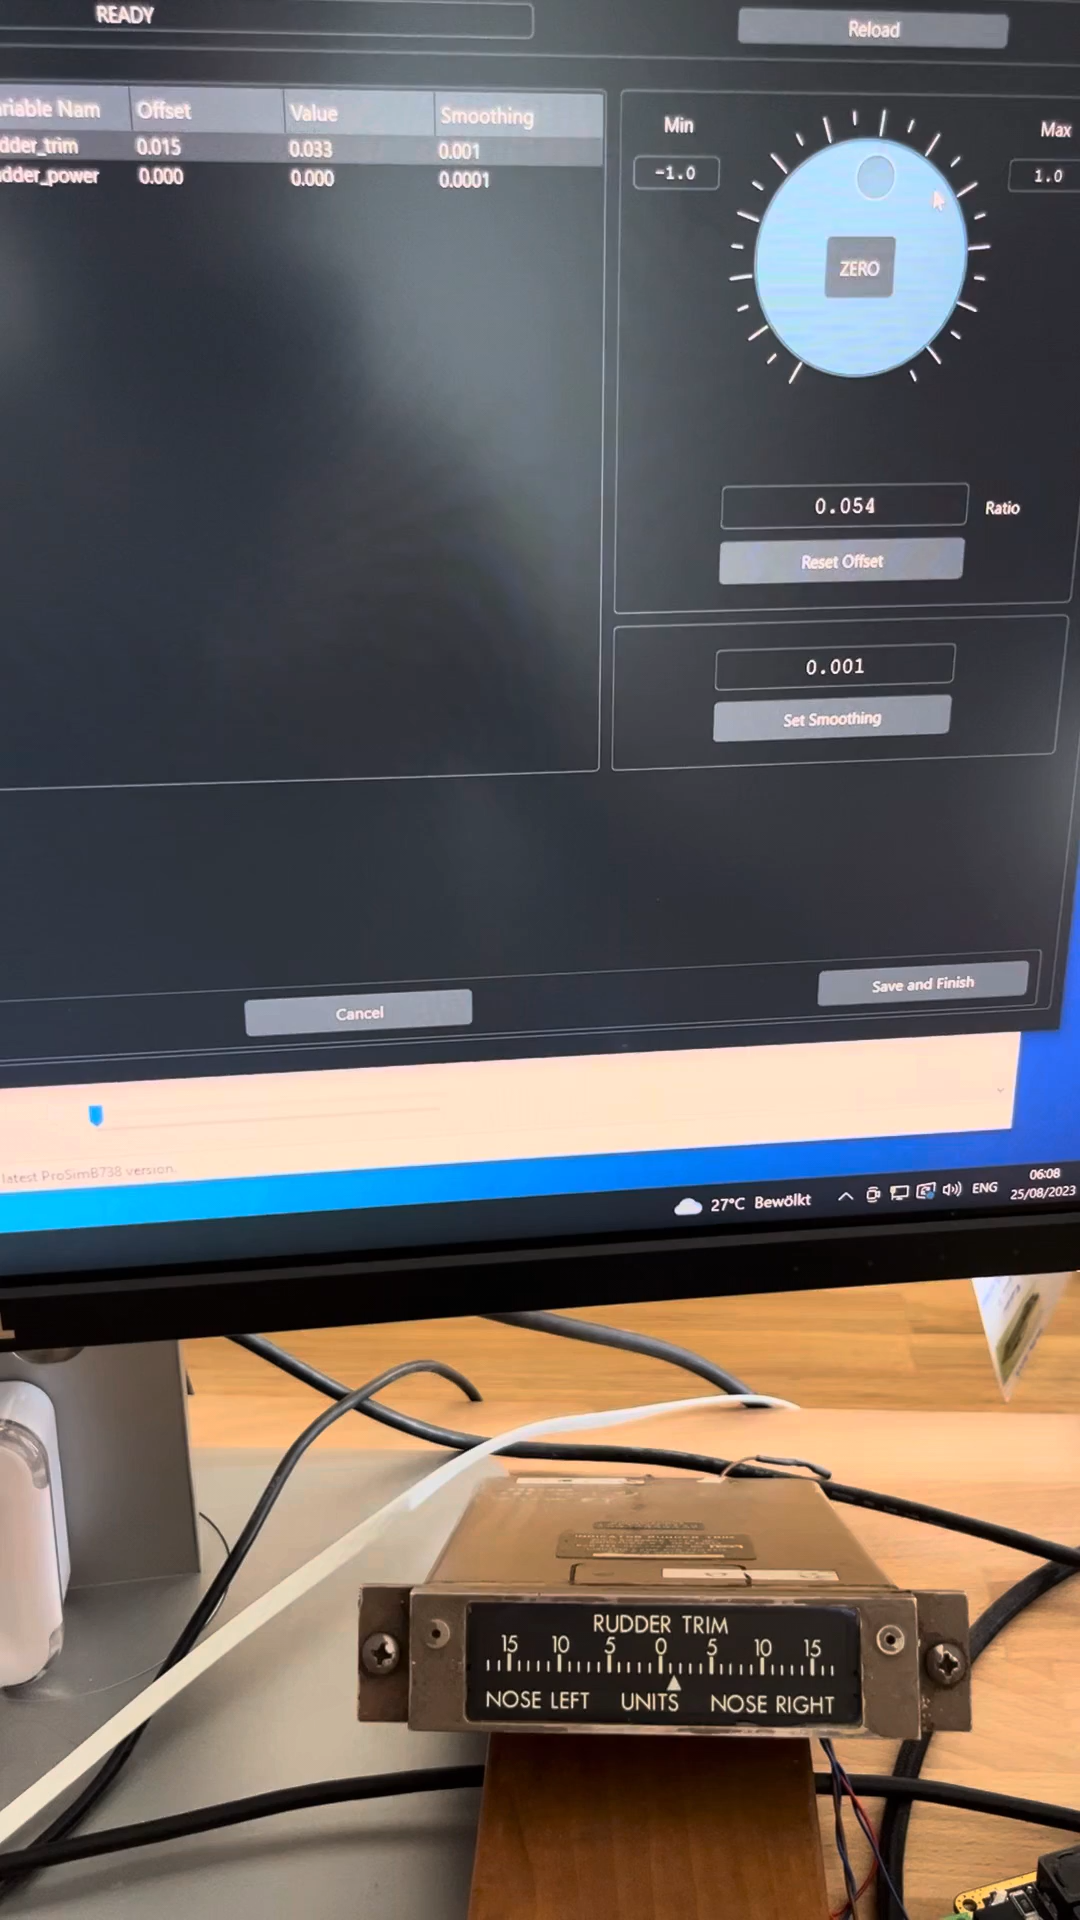 READY
Reload
riable Nam Offset Value Smoothing
dder_trim 0.015 0.033 0.001
dder_power 0.000 0.000 0.0001
Min
Max
-1.0
1.0
ZERO
0.054 Ratio
Reset Offset
0.001
Set Smoothing
Cancel
Save and Finish
latest ProSimB738 version.
27°C Bewölkt
ENG
06:08
25/08/2023
RUDDER TRIM
15 10 5 0 5 10 15
NOSE LEFT UNITS NOSE RIGHT